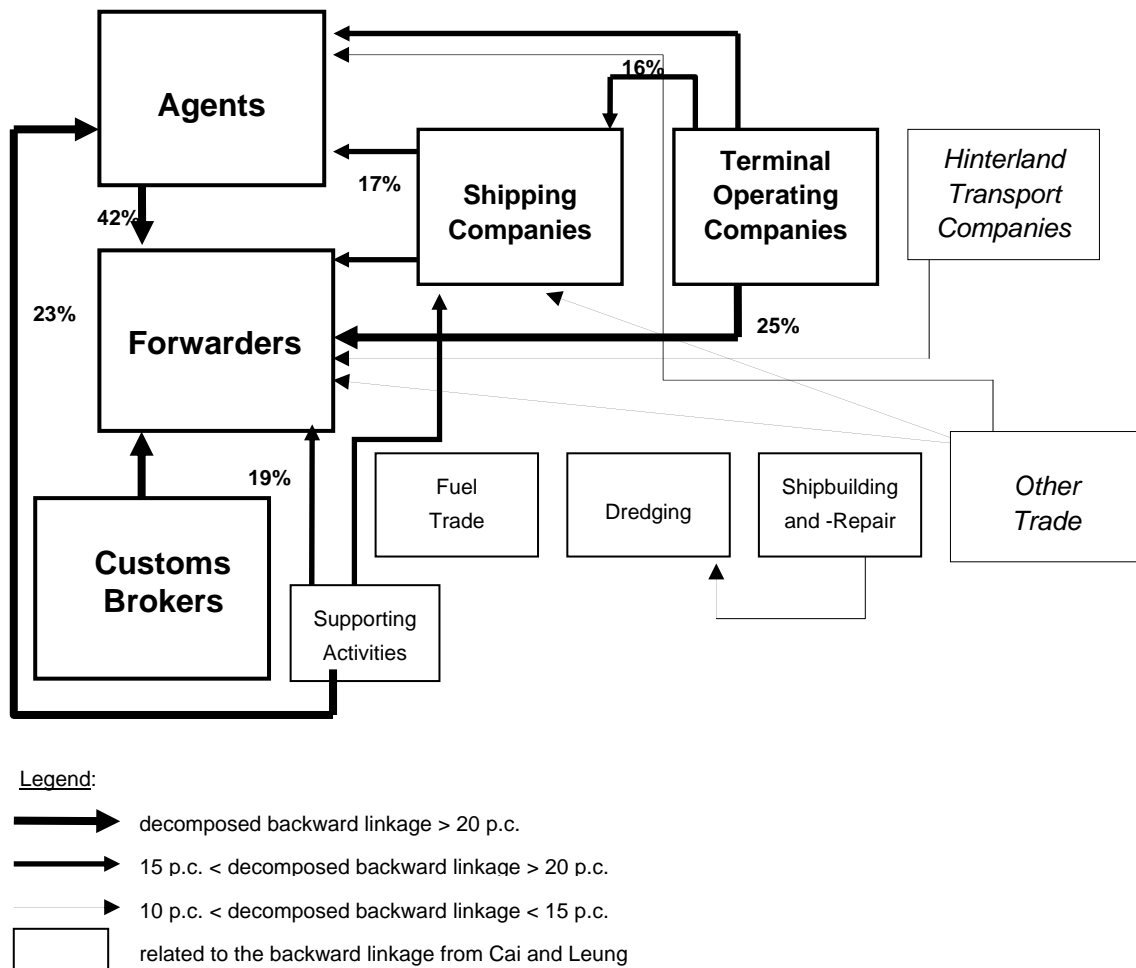 16%
Agents
Shipping
Companies
Terminal
Operating
Companies
Hinterland
Transport
Companies
17%
42%
23%
Forwarders
25%
19%
Fuel
Trade
Dredging
Shipbuilding
and -Repair
Other
Trade
Customs
Brokers
Supporting
Activities
Legend:
decomposed backward linkage > 20 p.c.
15 p.c. < decomposed backward linkage > 20 p.c.
10 p.c. < decomposed backward linkage < 15 p.c.
related to the backward linkage from Cai and Leung